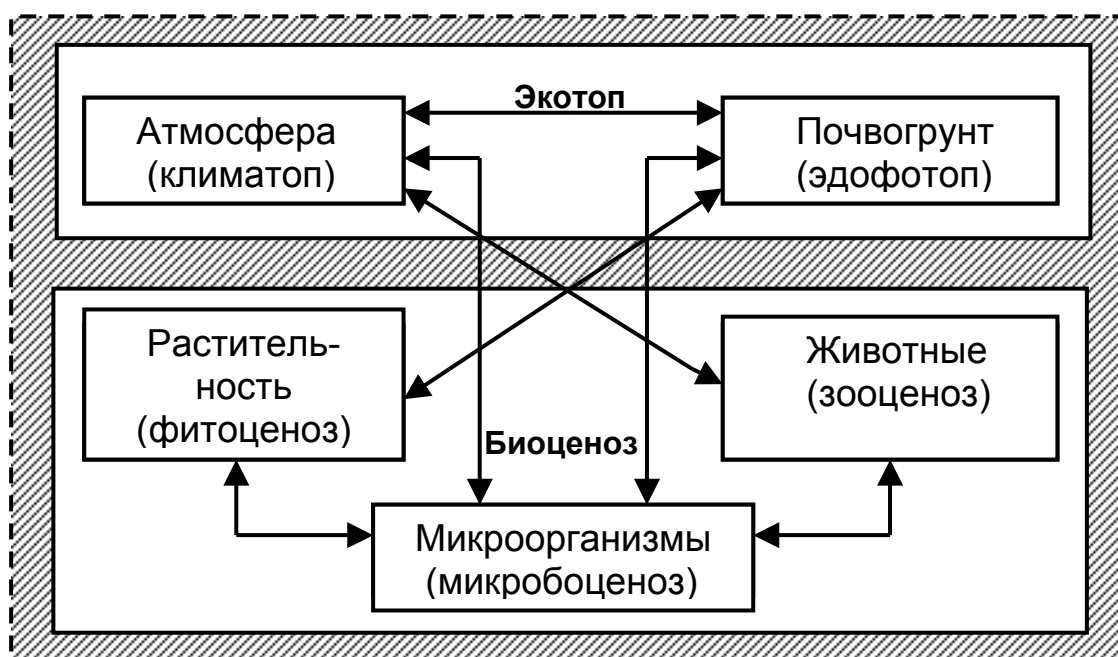 Экотоп
Атмосфера
(климатоп)
Почвогрунт
(эдофотоп)
Раститель-
ность
(фитоценоз)
Животные
(зооценоз)
Биоценоз
Микроорганизмы
(микробоценоз)